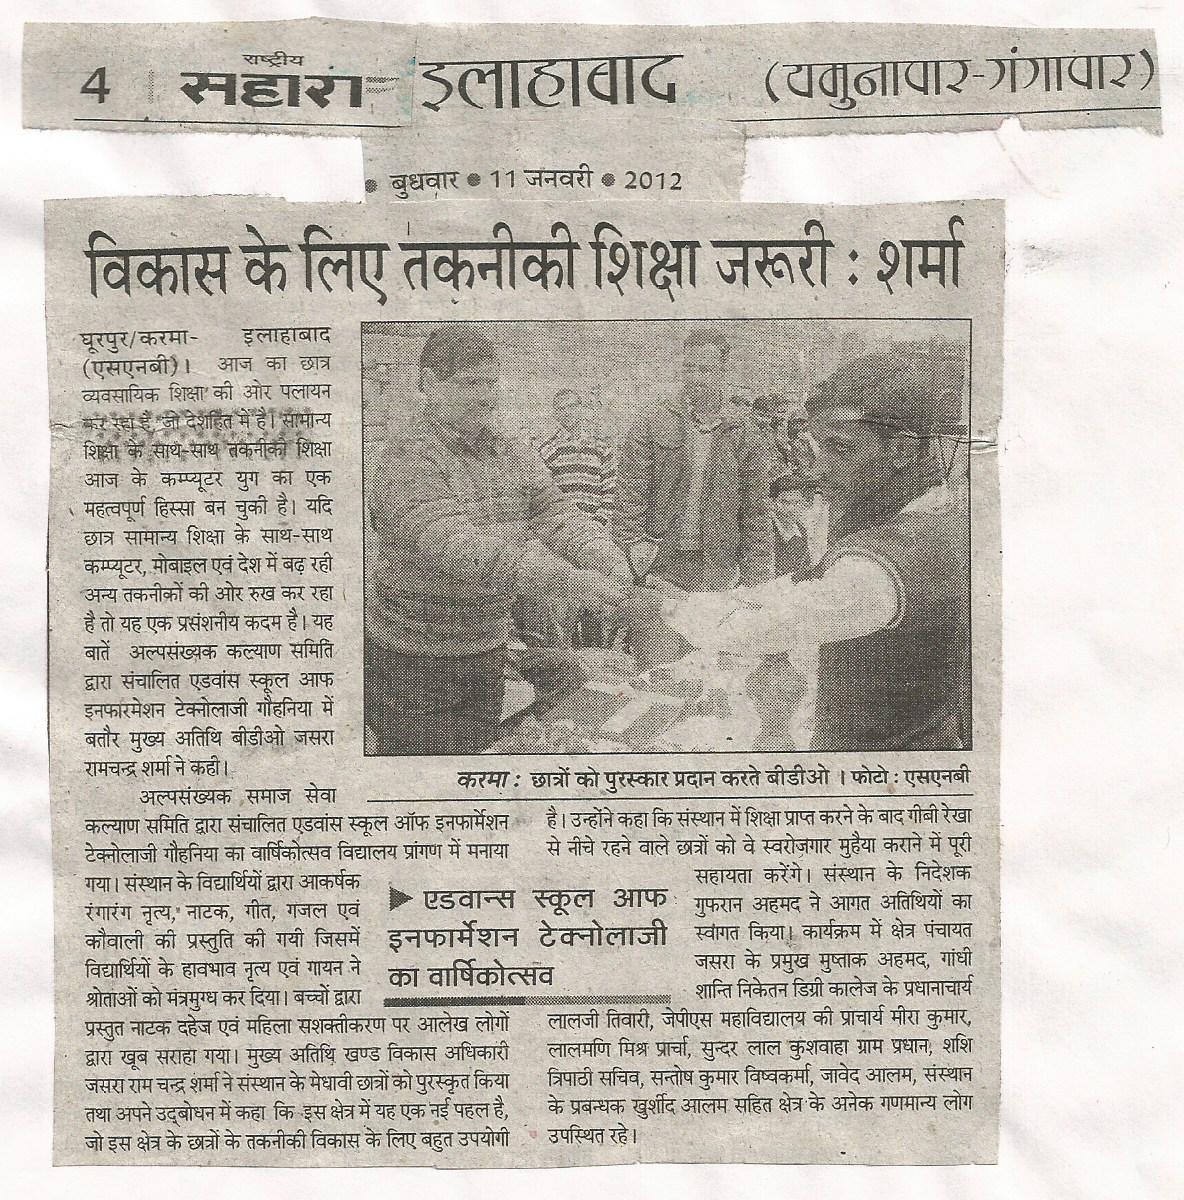 4
राष्ट्रीय
सहारा
इलाहाबाद
(यमुनापार-गंगापार)
● बुधवार ● 11 जनवरी ● 2012
विकास के लिए तकनीकी शिक्षा जरूरी : शर्मा
घूरपुर/करमा- इलाहाबाद
(एसएनबी)। आज का छात्र
व्यवसायिक शिक्षा की ओर पलायन
कर रहा है, जो देशहित में है। सामान्य
शिक्षा के साथ-साथ तकनीकी शिक्षा
आज के कम्प्यूटर युग का एक
महत्वपूर्ण हिस्सा बन चुकी है। यदि
छात्र सामान्य शिक्षा के साथ-साथ
कम्प्यूटर, मोबाइल एवं देश में बढ़ रही
अन्य तकनीकों की ओर रुख कर रहा
है तो यह एक प्रसंशनीय कदम है। यह
बातें अल्पसंख्यक कल्याण समिति
द्वारा संचालित एडवांस स्कूल आफ
इनफारमेशन टेक्नोलाजी गौहनिया में
बतौर मुख्य अतिथि बीडीओ जसरा
रामचन्द्र शर्मा ने कही।
करमा : छात्रों को पुरस्कार प्रदान करते बीडीओ । फोटो : एसएनबी
अल्पसंख्यक समाज सेवा
कल्याण समिति द्वारा संचालित एडवांस स्कूल ऑफ इनफार्मेशन
टेक्नोलाजी गौहनिया का वार्षिकोत्सव विद्यालय प्रांगण में मनाया
गया। संस्थान के विद्यार्थियों द्वारा आकर्षक
रंगारंग नृत्य, नाटक, गीत, गजल एवं
कौवाली की प्रस्तुति की गयी जिसमें
विद्यार्थियों के हावभाव नृत्य एवं गायन ने
श्रोताओं को मंत्रमुग्ध कर दिया। बच्चों द्वारा
प्रस्तुत नाटक दहेज एवं महिला सशक्तीकरण पर आलेख लोगों
द्वारा खूब सराहा गया। मुख्य अतिथि खण्ड विकास अधिकारी
जसरा राम चन्द्र शर्मा ने संस्थान के मेधावी छात्रों को पुरस्कृत किया
तथा अपने उद्बोधन में कहा कि इस क्षेत्र में यह एक नई पहल है,
जो इस क्षेत्र के छात्रों के तकनीकी विकास के लिए बहुत उपयोगी
▶ एडवान्स स्कूल आफ
इनफार्मेशन टेक्नोलाजी
का वार्षिकोत्सव
है। उन्होंने कहा कि संस्थान में शिक्षा प्राप्त करने के बाद गीबी रेखा
से नीचे रहने वाले छात्रों को वे स्वरोजगार मुहैया कराने में पूरी
सहायता करेंगे। संस्थान के निदेशक
गुफरान अहमद ने आगत अतिथियों का
स्वागत किया। कार्यक्रम में क्षेत्र पंचायत
जसरा के प्रमुख मुष्ताक अहमद, गांधी
शान्ति निकेतन डिग्री कालेज के प्रधानाचार्य
लालजी तिवारी, जेपीएस महाविद्यालय की प्राचार्य मीरा कुमार,
लालमणि मिश्र प्रार्चा, सुन्दर लाल कुशवाहा ग्राम प्रधान, शशि
त्रिपाठी सचिव, सन्तोष कुमार विष्वकर्मा, जावेद आलम, संस्थान
के प्रबन्धक खुर्शीद आलम सहित क्षेत्र के अनेक गणमान्य लोग
उपस्थित रहे।